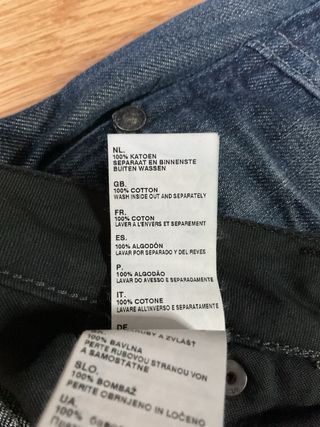 NL.
100% KATOEN
SEPARAAT EN BINNENSTE
BUITEN WASSEN
GB.
100% COTTON
WASH INSIDE OUT AND SEPARATELY
FR.
100% COTON
LAVER A L'ENVERS ET SEPAREMENT
ES.
100% ALGODÓN
LAVAR POR SEPARADO Y DEL REVES
P.
100% ALGODÃO
LAVAR DO AVESSO E SEPARADAMENTE
IT.
100% COTONE
LAVARE ALL'INVERSO E SEPARATAMENTE
DE
A ZVLÁŠT
100% BAVLNA
PERTE RUBOVOU STRANOU VON
A SAMOSTATNE
SLO.
100% BOMBAŽ
PERITE OBRNJENO IN LOČENO
UA.
100%